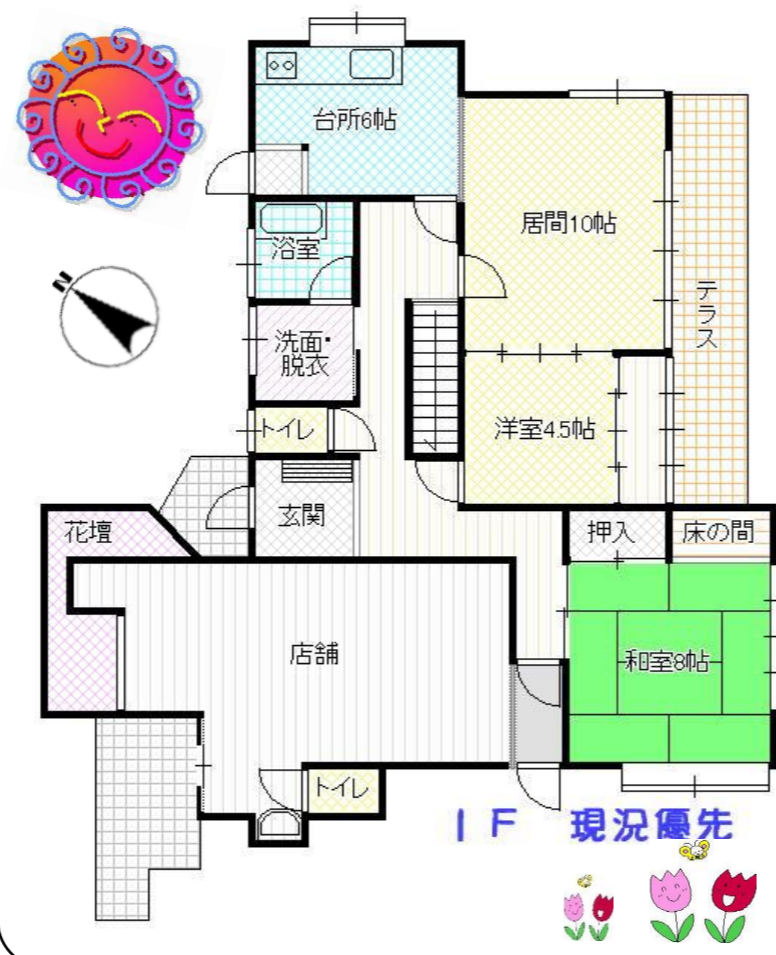 台所6帖
居間10帖
浴室
N
テラス
洗面・
脱衣
洋室4.5帖
トイレ
玄関
花壇
押入
床の間
店舗
和室8帖
トイレ
1F 現況優先